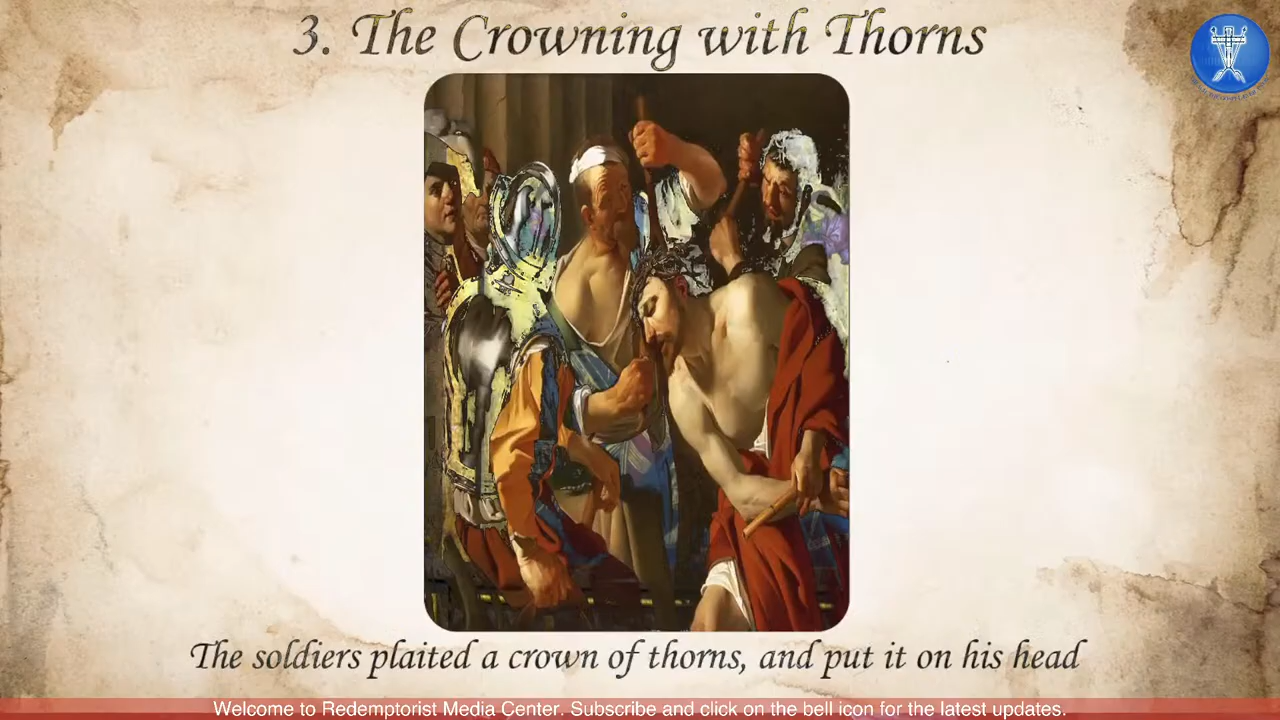 3. The Crowning with Thorns
The soldiers plaited a crown of thorns, and put it on his head
Welcome to Redemptorist Media Center. Subscribe and click on the bell icon for the latest updates.